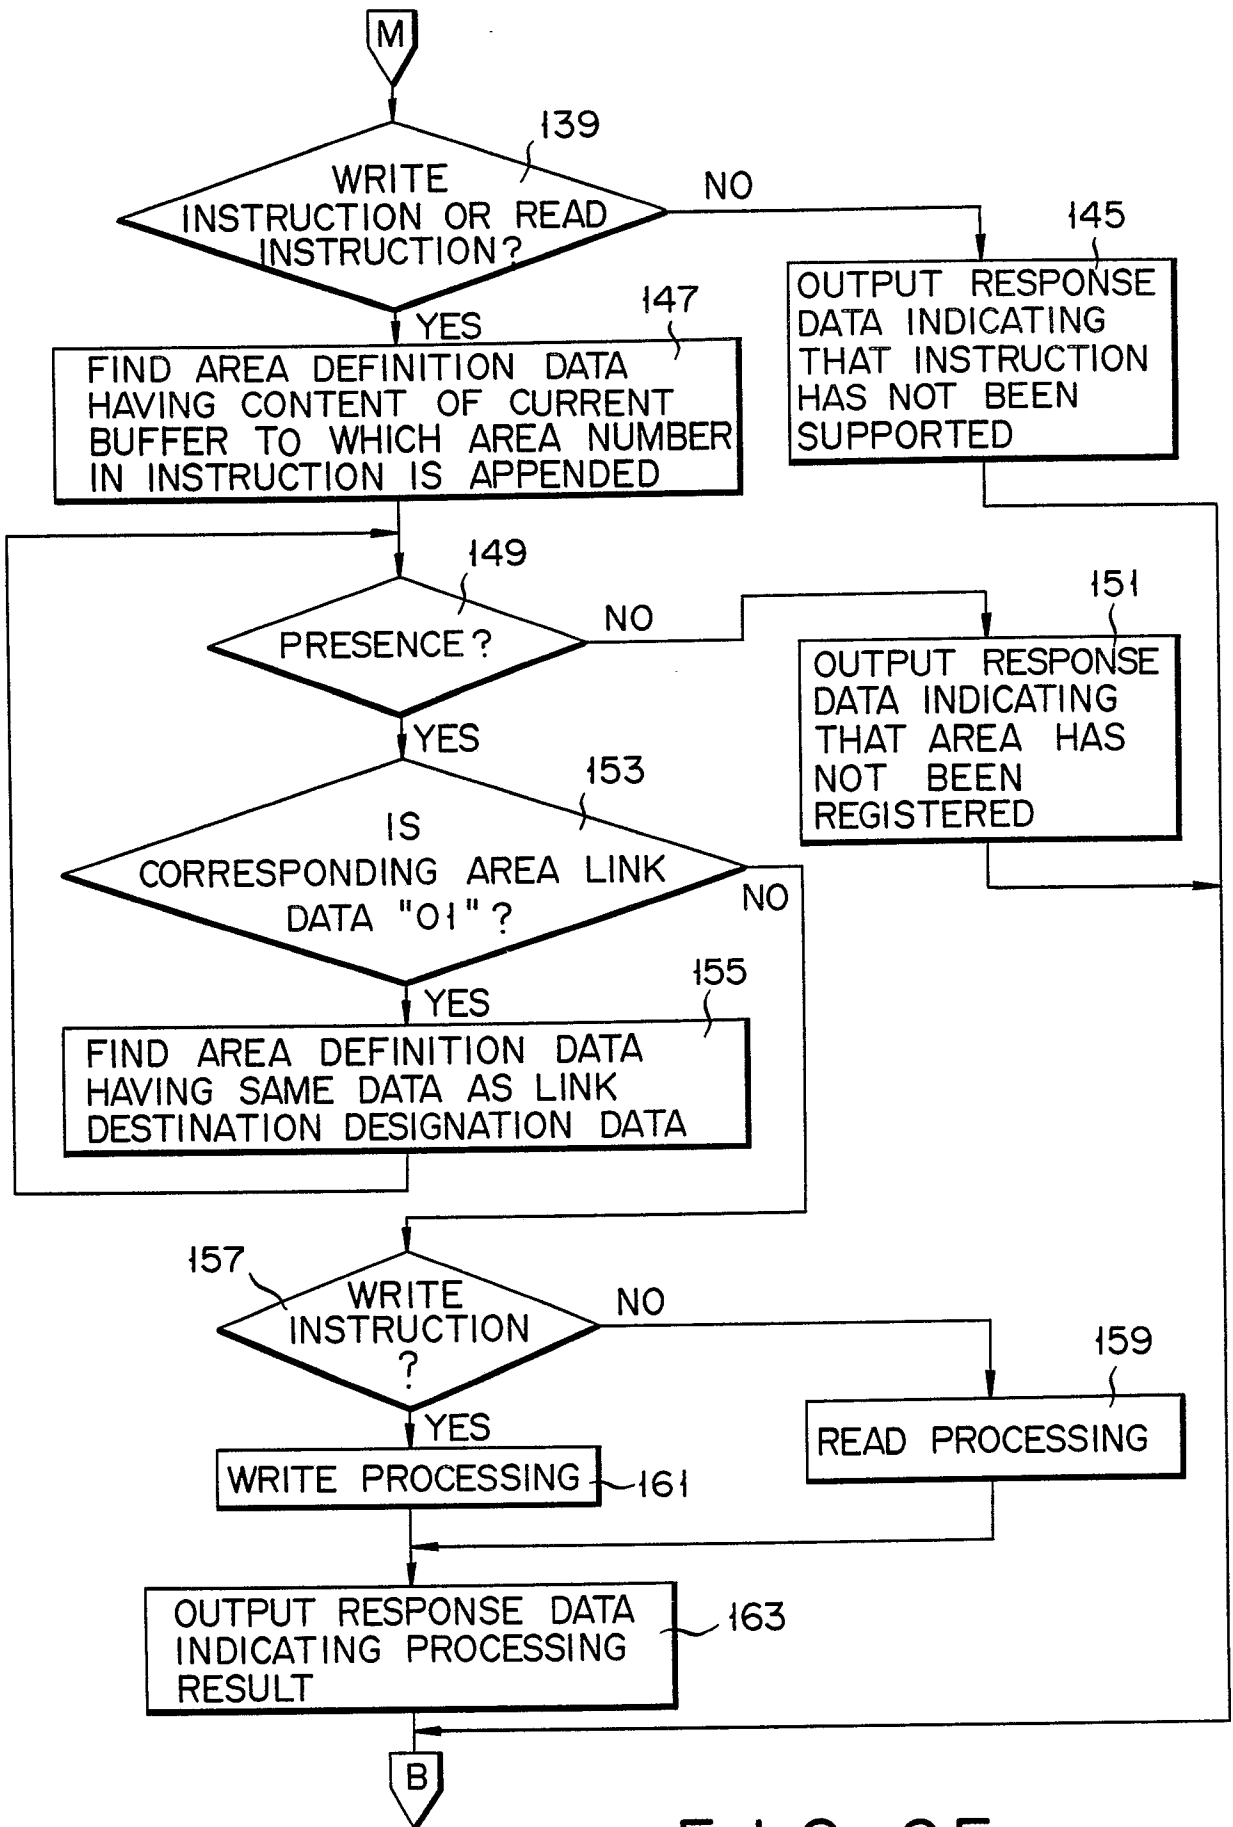 M
139
WRITE
INSTRUCTION OR READ
INSTRUCTION?
NO
YES
145
OUTPUT RESPONSE
DATA INDICATING
THAT INSTRUCTION
HAS NOT BEEN
SUPPORTED
147
FIND AREA DEFINITION DATA
HAVING CONTENT OF CURRENT
BUFFER TO WHICH AREA NUMBER
IN INSTRUCTION IS APPENDED
149
PRESENCE?
NO
YES
151
OUTPUT RESPONSE
DATA INDICATING
THAT AREA HAS
NOT BEEN
REGISTERED
153
IS
CORRESPONDING AREA LINK
DATA "01"?
NO
YES
155
FIND AREA DEFINITION DATA
HAVING SAME DATA AS LINK
DESTINATION DESIGNATION DATA
157
WRITE
INSTRUCTION
?
NO
YES
159
READ PROCESSING
WRITE PROCESSING
161
OUTPUT RESPONSE DATA
INDICATING PROCESSING
RESULT
163
B